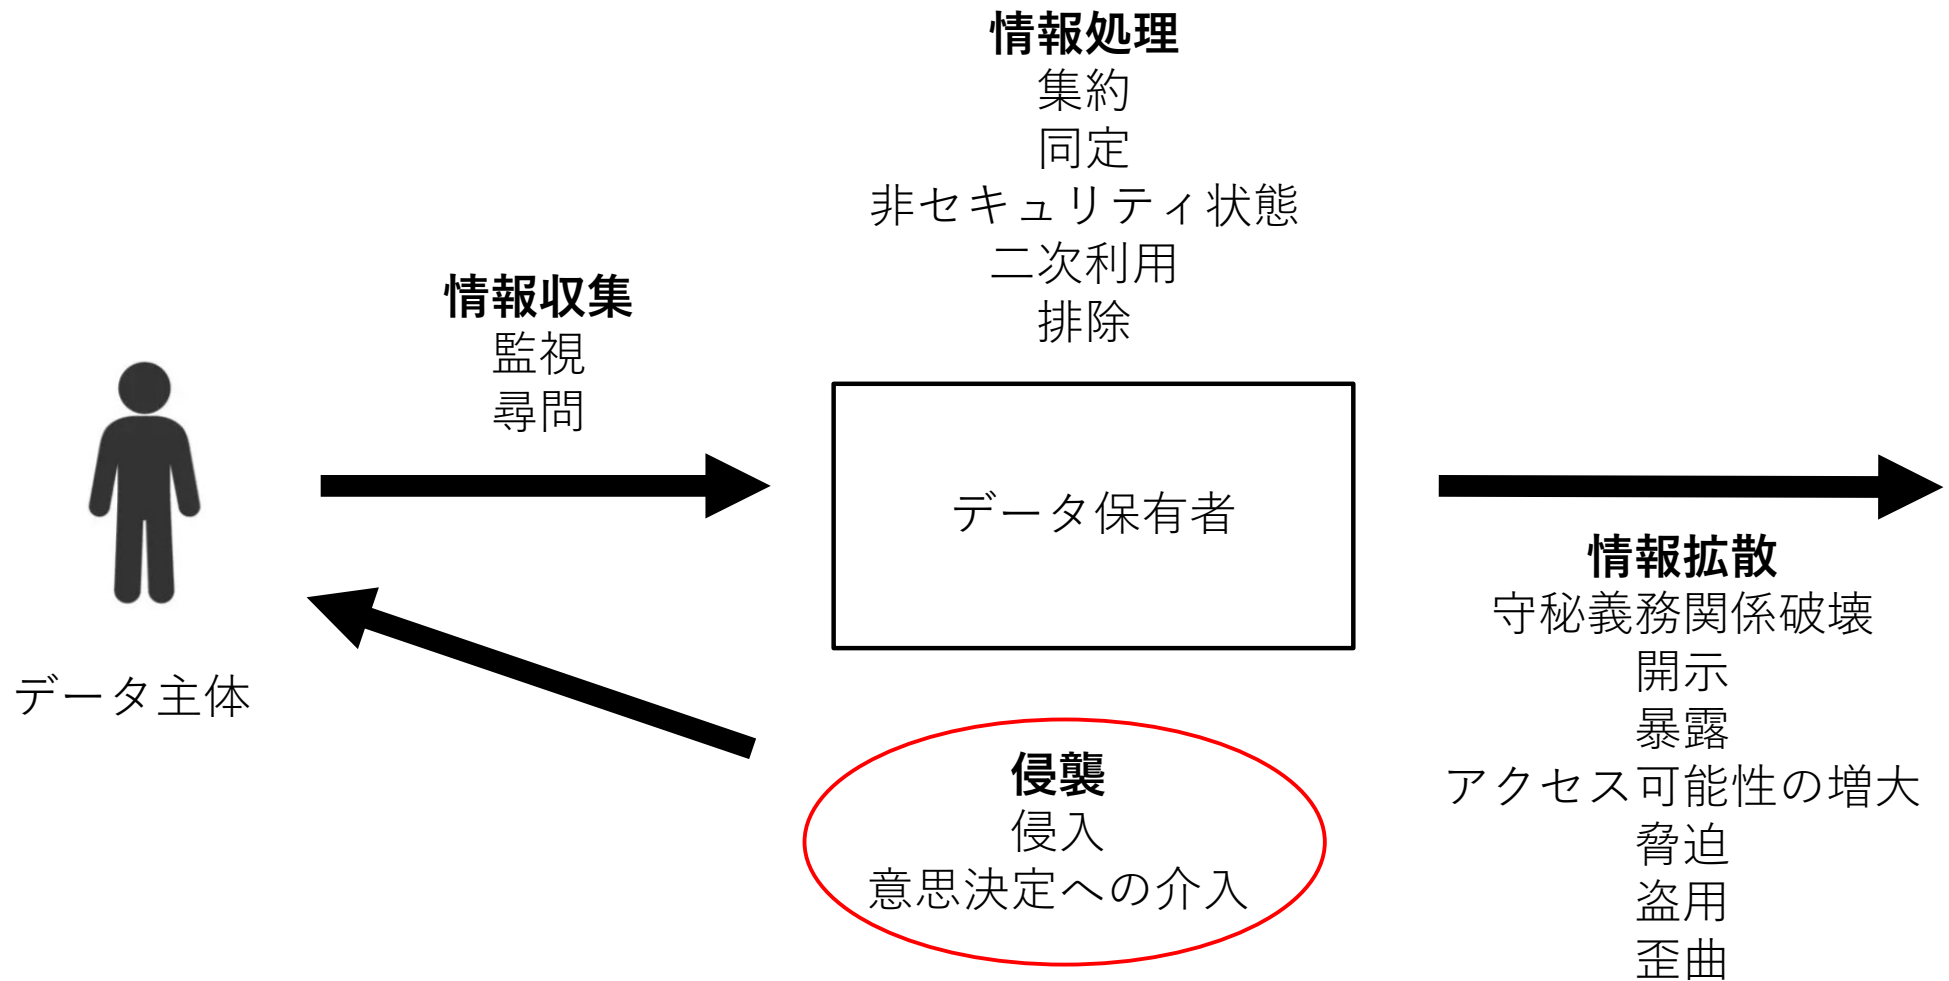 情報処理
集約
同定
非セキュリティ状態
二次利用
排除
情報収集
監視
尋問
データ主体
データ保有者
侵襲
侵入
意思決定への介入
情報拡散
守秘義務関係破壊
開示
暴露
アクセス可能性の増大
脅迫
盗用
歪曲